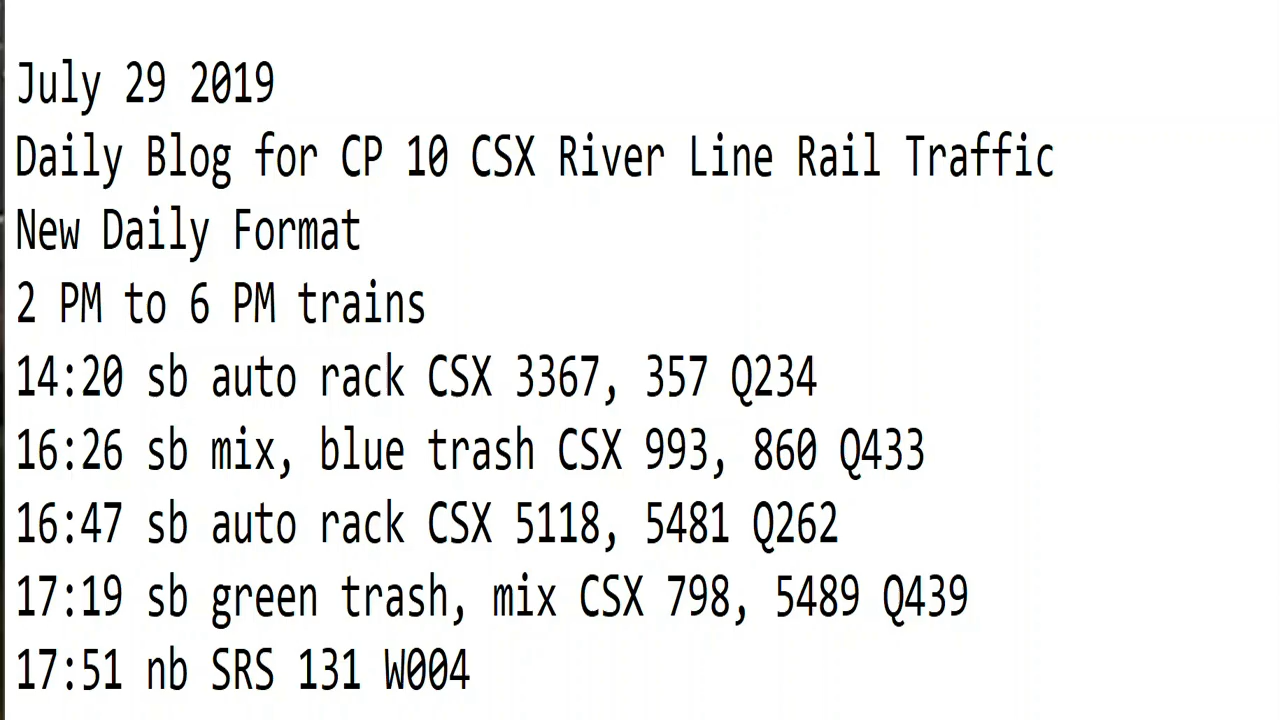 July 29 2019
Daily Blog for CP 10 CSX River Line Rail Traffic
New Daily Format
2 PM to 6 PM trains
14:20 sb auto rack CSX 3367, 357 Q234
16:26 sb mix, blue trash CSX 993, 860 Q433
16:47 sb auto rack CSX 5118, 5481 Q262
17:19 sb green trash, mix CSX 798, 5489 Q439
17:51 nb SRS 131 W004